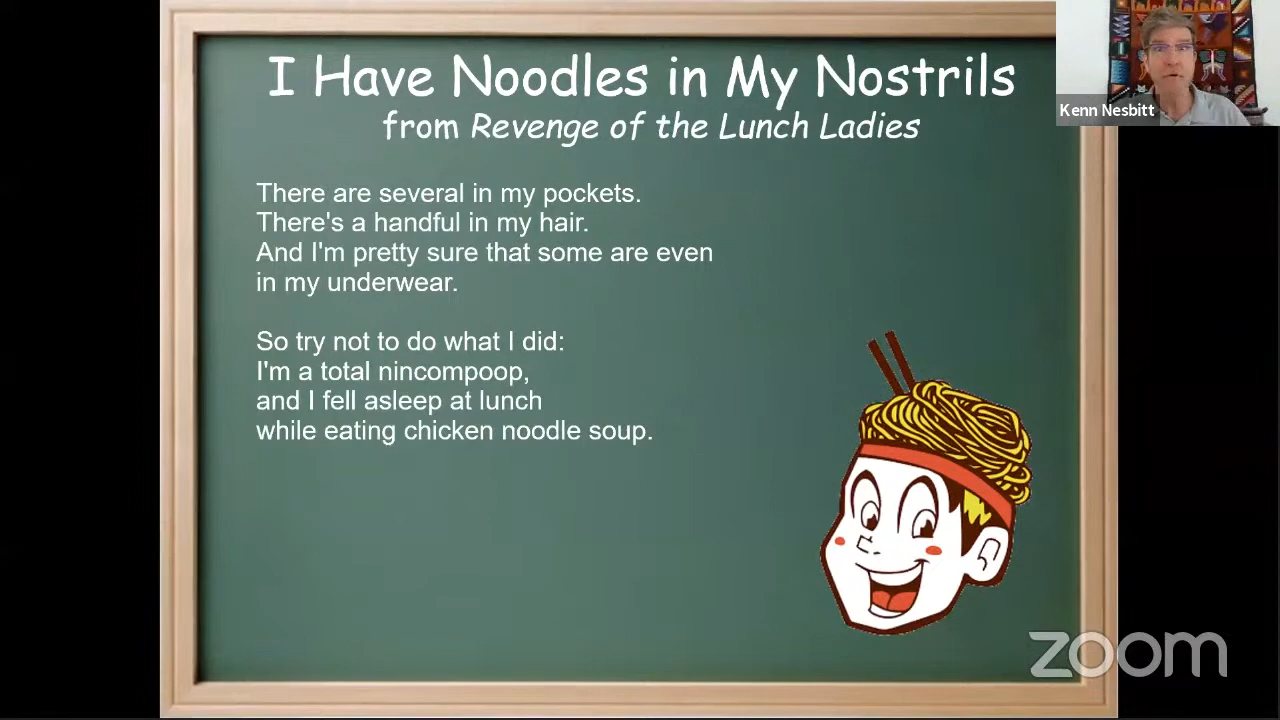 I Have Noodles in My Nostrils
from Revenge of the Lunch Ladies
Kenn Nesbitt
There are several in my pockets.
There's a handful in my hair.
And I'm pretty sure that some are even
in my underwear.
So try not to do what I did:
I'm a total nincompoop,
and I fell asleep at lunch
while eating chicken noodle soup.
zoom